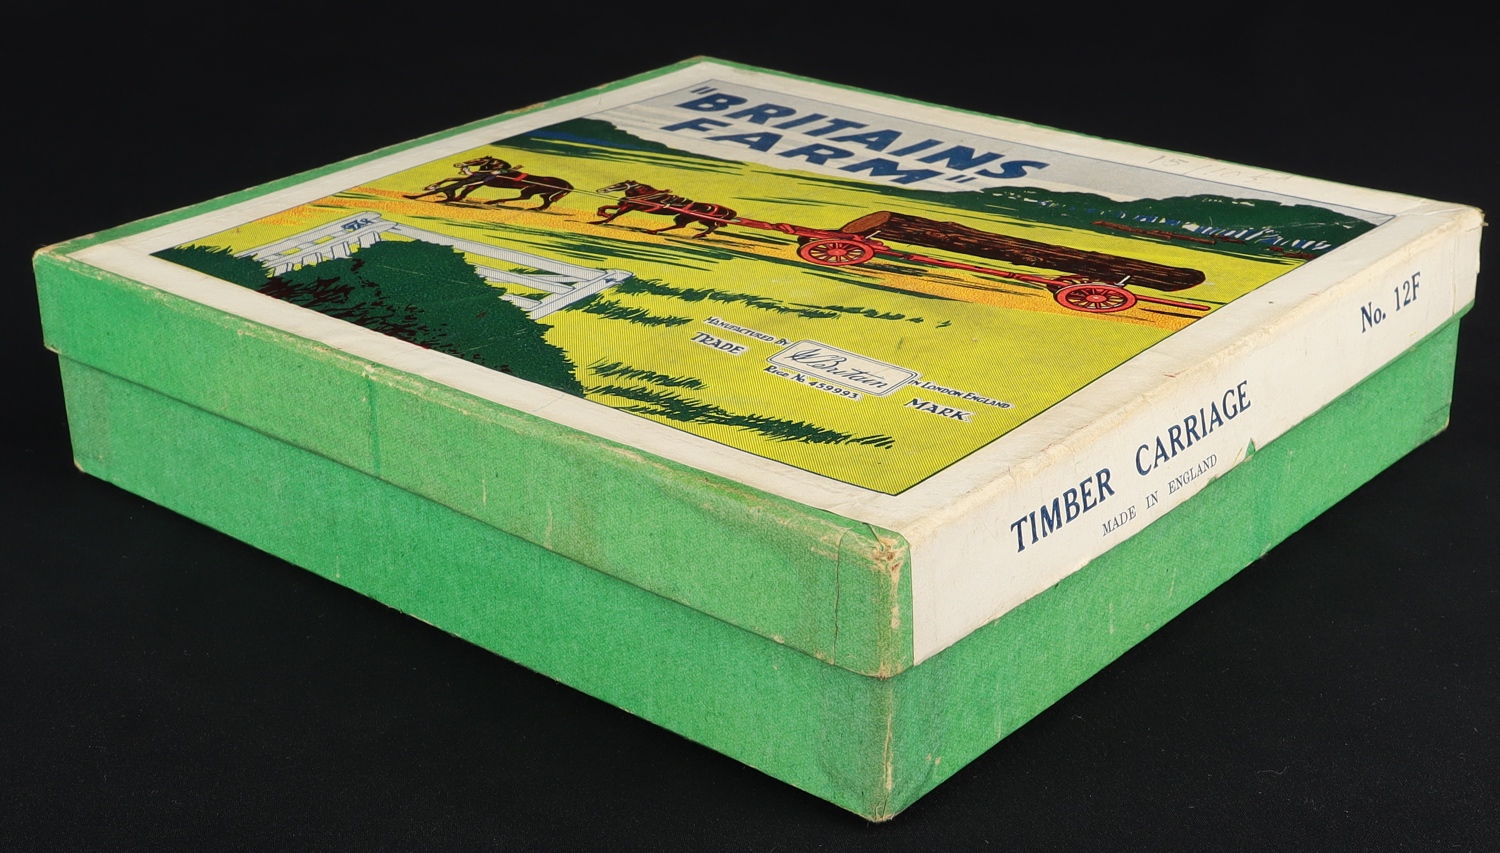 "BRITAINS
FARM"
MANUFACTURED BY
W Britain
IN LONDON ENGLAND
TRADE
REGD. No. 459993
MARK
No. 12F
TIMBER CARRIAGE
MADE IN ENGLAND